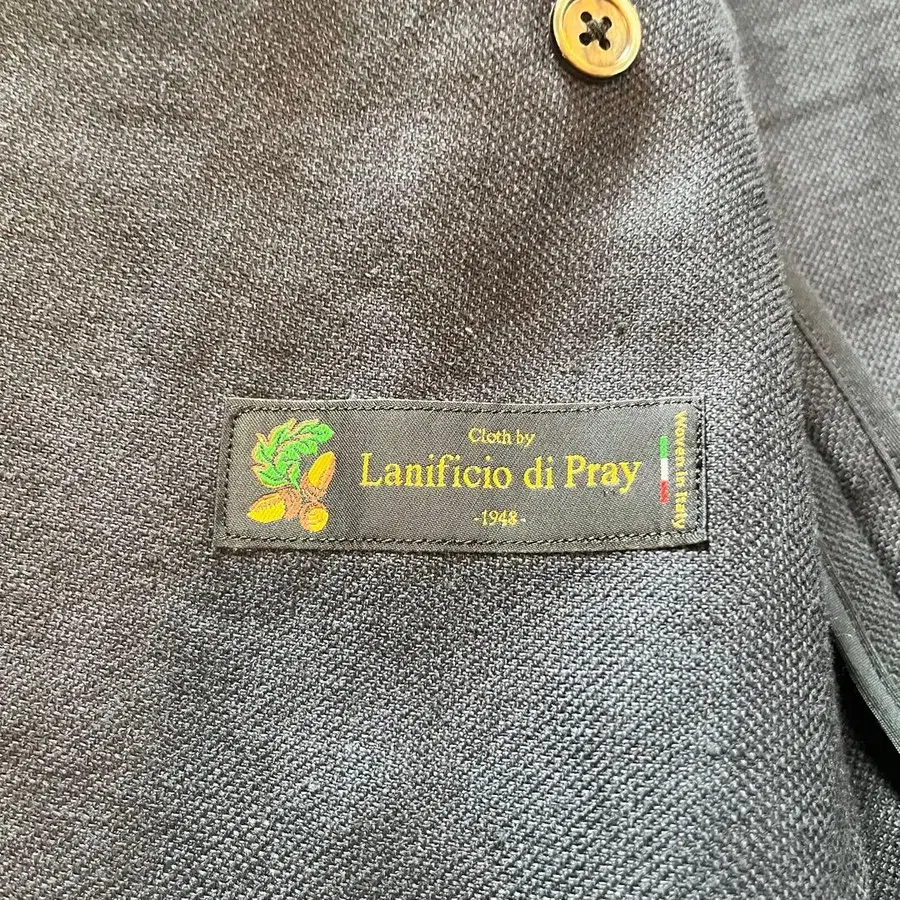 Cloth by
Lanificio di Pray
-1948-
Woven in Italy